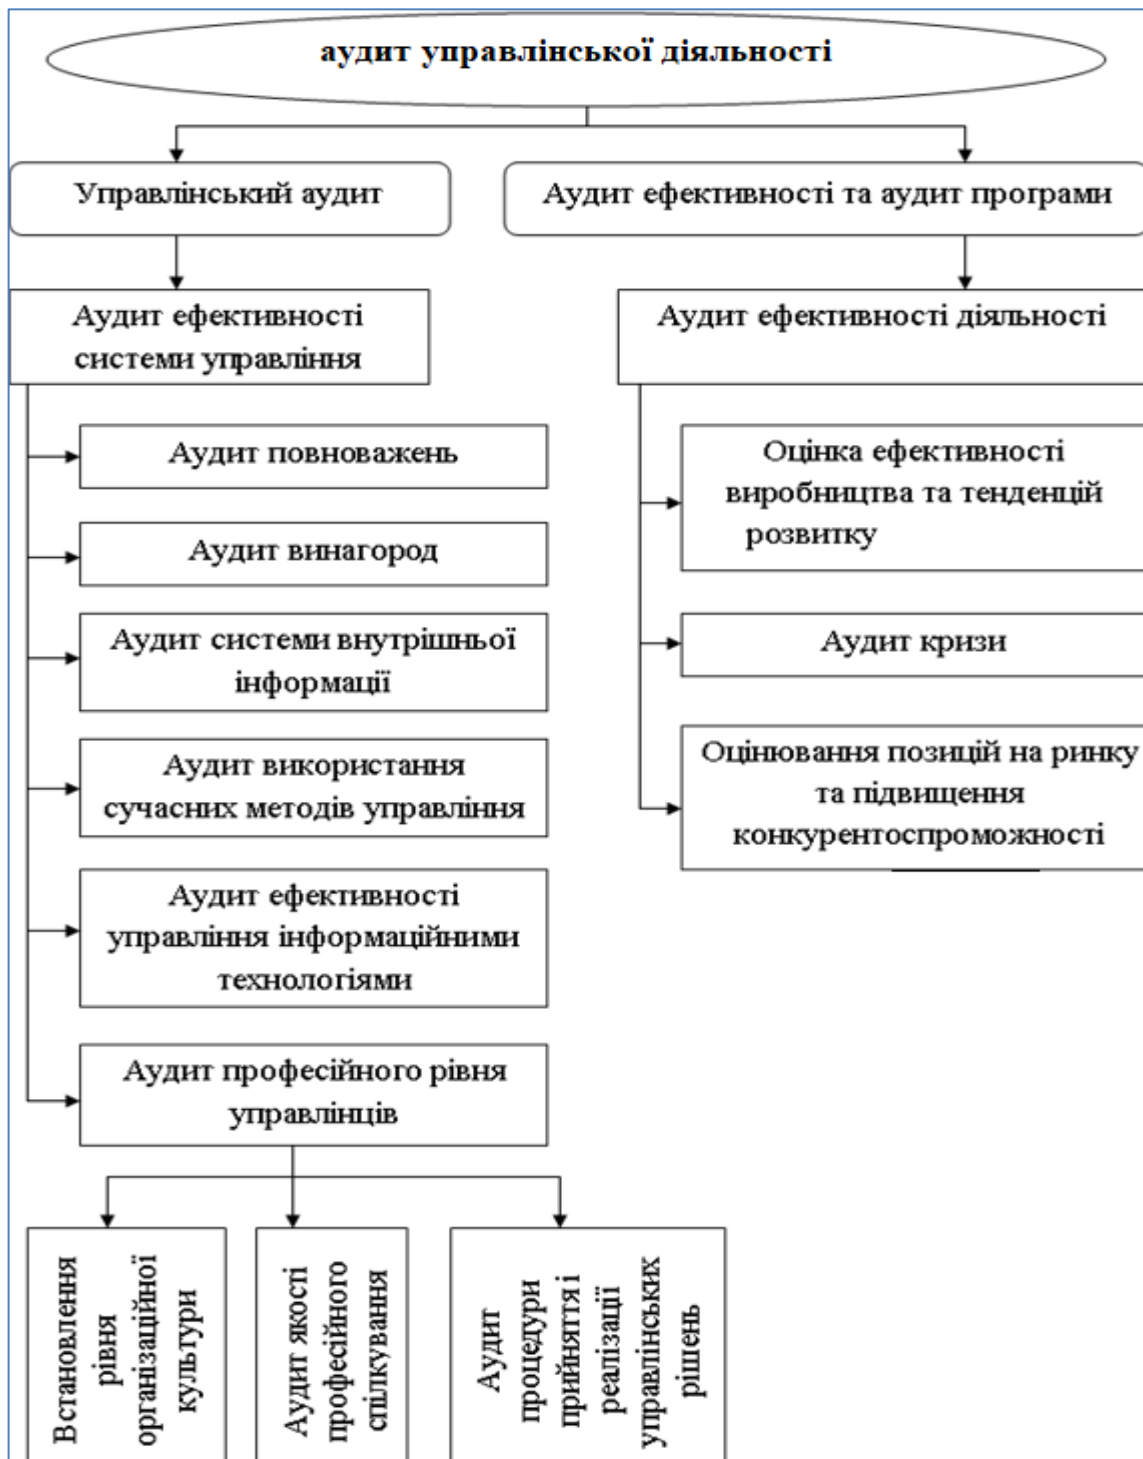 аудит управлінської діяльності
Управлінський аудит
Аудит ефективності та аудит програми
Аудит ефективності
системи управління
Аудит ефективності діяльності
Аудит повноважень
Аудит винагород
Аудит системи внутрішньої
інформації
Аудит використання
сучасних методів управління
Аудит ефективності
управління інформаційними
технологіями
Аудит професійного рівня
управлінців
Оцінка ефективності
виробництва та тенденцій
розвитку
Аудит кризи
Оцінювання позицій на ринку
та підвищення
конкурентоспроможності
Встановлення
рівня
організаційної
культури
Аудит якості
професійного
спілкування
Аудит
процедури
прийняття і
реалізації
управлінських
рішень